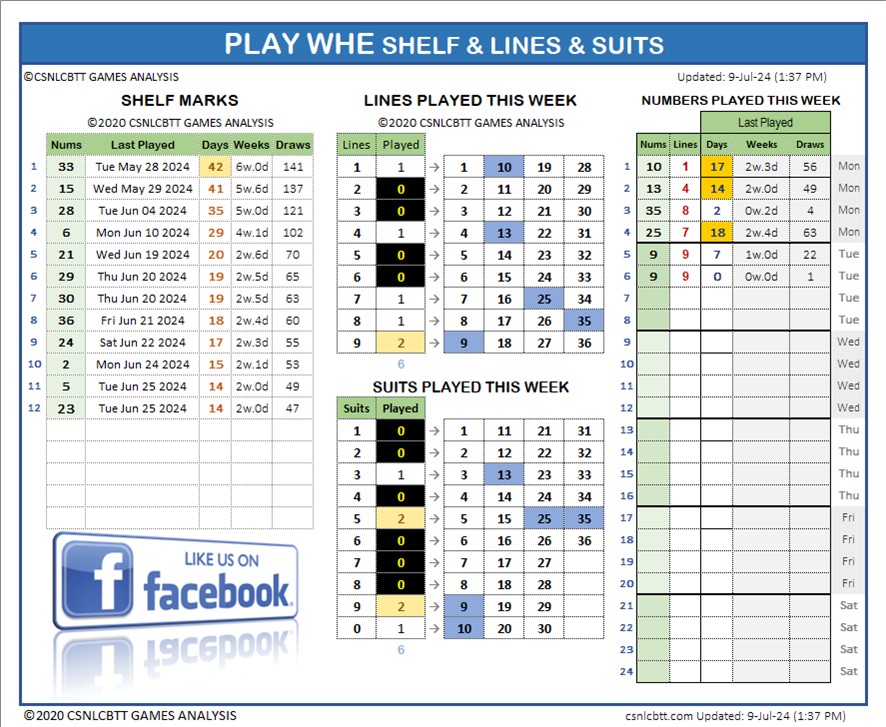 PLAY WHE SHELF & LINES & SUITS
©CSNLCBTT GAMES ANALYSIS
Updated: 9-Jul-24 (1:37 PM)
SHELF MARKS
©2020 CSNLCBTT GAMES ANALYSIS
Nums Last Played Days Weeks Draws
1 33 Tue May 28 2024 42 6w.0d 141
2 15 Wed May 29 2024 41 5w.6d 137
3 28 Tue Jun 04 2024 35 5w.0d 121
4 6 Mon Jun 10 2024 29 4w.1d 102
5 21 Wed Jun 19 2024 20 2w.6d 70
6 29 Thu Jun 20 2024 19 2w.5d 65
7 30 Thu Jun 20 2024 19 2w.5d 63
8 36 Fri Jun 21 2024 18 2w.4d 60
9 24 Sat Jun 22 2024 17 2w.3d 55
10 2 Mon Jun 24 2024 15 2w.1d 53
11 5 Tue Jun 25 2024 14 2w.0d 49
12 23 Tue Jun 25 2024 14 2w.0d 47
LIKE US ON
f facebook
LINES PLAYED THIS WEEK
©2020 CSNLCBTT GAMES ANALYSIS
Lines Played
1 1 → 1 10 19 28
2 0 → 2 11 20 29
3 0 → 3 12 21 30
4 1 → 4 13 22 31
5 0 → 5 14 23 32
6 0 → 6 15 24 33
7 1 → 7 16 25 34
8 1 → 8 17 26 35
9 2 → 9 18 27 36
6
SUITS PLAYED THIS WEEK
Suits Played
1 0 → 1 11 21 31
2 0 → 2 12 22 32
3 1 → 3 13 23 33
4 0 → 4 14 24 34
5 2 → 5 15 25 35
6 0 → 6 16 26 36
7 0 → 7 17 27
8 0 → 8 18 28
9 2 → 9 19 29
0 1 → 10 20 30
6
NUMBERS PLAYED THIS WEEK
Last Played
Nums Lines Days Weeks Draws
1 10 1 17 2w.3d 56 Mon
2 13 4 14 2w.0d 49 Mon
3 35 8 2 0w.2d 4 Mon
4 25 7 18 2w.4d 63 Mon
5 9 9 7 1w.0d 22 Tue
6 9 9 0 0w.0d 1 Tue
7 Tue
8 Tue
9 Wed
10 Wed
11 Wed
12 Wed
13 Thu
14 Thu
15 Thu
16 Thu
17 Fri
18 Fri
19 Fri
20 Fri
21 Sat
22 Sat
23 Sat
24 Sat
©2020 CSNLCBTT GAMES ANALYSIS
csnlcbtt.com Updated: 9-Jul-24 (1:37 PM)